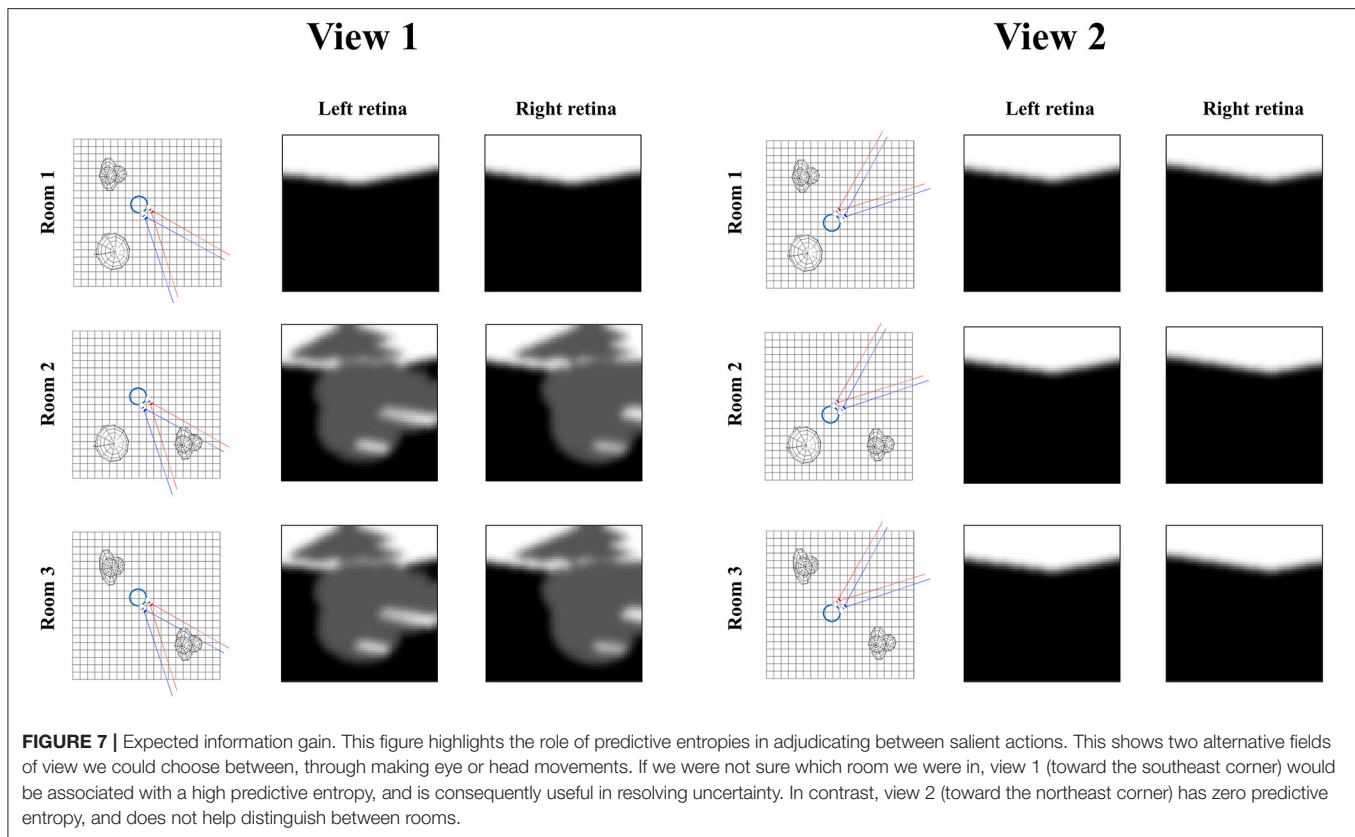 View 1
View 2
Left retina
Right retina
Left retina
Right retina
Room 1
Room 1
Room 2
Room 2
Room 3
Room 3
FIGURE 7 | Expected information gain. This figure highlights the role of predictive entropies in adjudicating between salient actions. This shows two alternative fields
of view we could choose between, through making eye or head movements. If we were not sure which room we were in, view 1 (toward the southeast corner) would
be associated with a high predictive entropy, and is consequently useful in resolving uncertainty. In contrast, view 2 (toward the northeast corner) has zero predictive
entropy, and does not help distinguish between rooms.